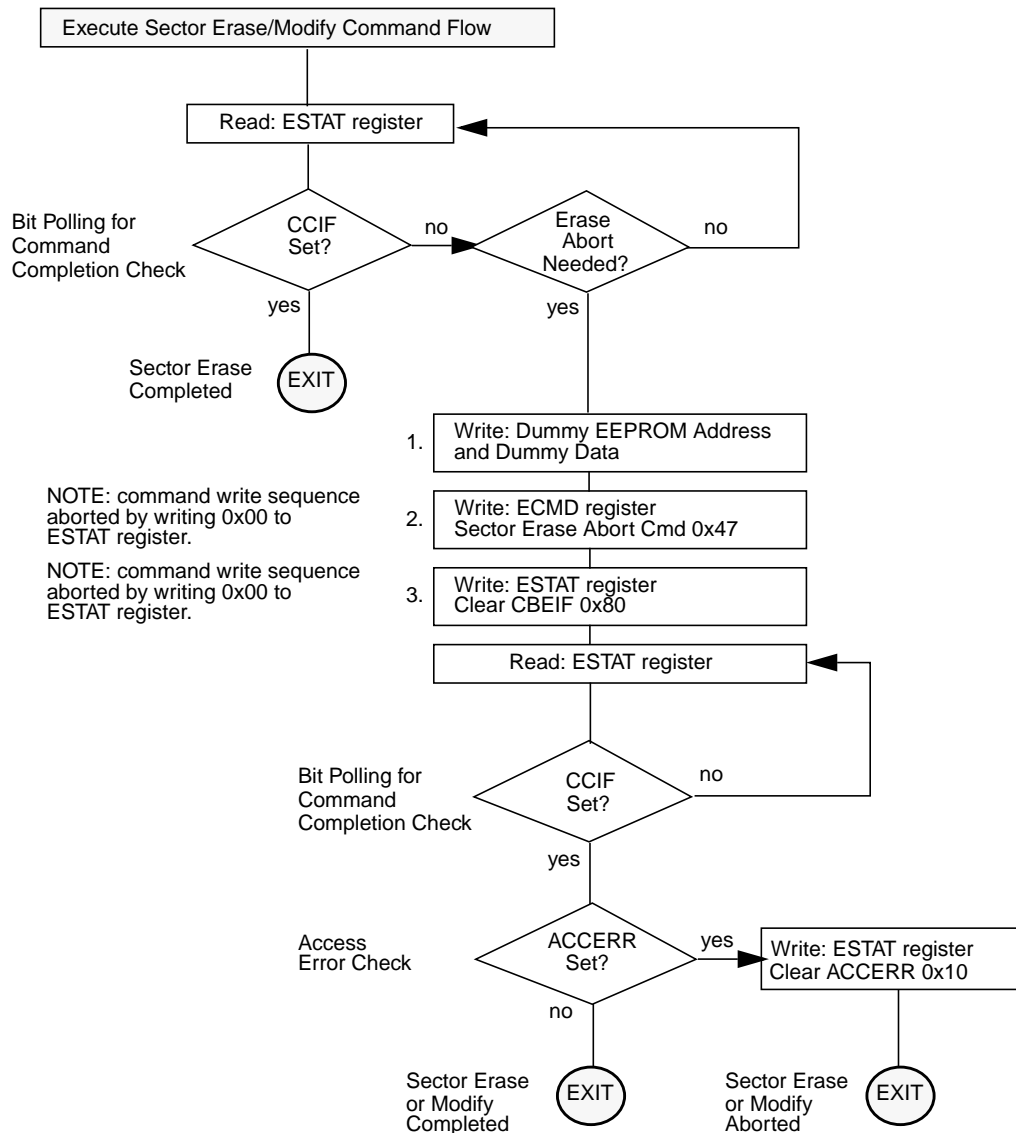 Execute Sector Erase/Modify Command Flow
Read: ESTAT register
Bit Polling for
Command
Completion Check
CCIF
Set?
no
Erase
Abort
Needed?
no
yes
yes
Sector Erase
Completed
EXIT
1.
Write: Dummy EEPROM Address
and Dummy Data
NOTE: command write sequence
aborted by writing 0x00 to
ESTAT register.
2.
Write: ECMD register
Sector Erase Abort Cmd 0x47
NOTE: command write sequence
aborted by writing 0x00 to
ESTAT register.
3.
Write: ESTAT register
Clear CBEIF 0x80
Read: ESTAT register
Bit Polling for
Command
Completion Check
CCIF
Set?
no
yes
Access
Error Check
ACCERR
Set?
yes
Write: ESTAT register
Clear ACCERR 0x10
no
Sector Erase
or Modify
Completed
EXIT
Sector Erase
or Modify
Aborted
EXIT